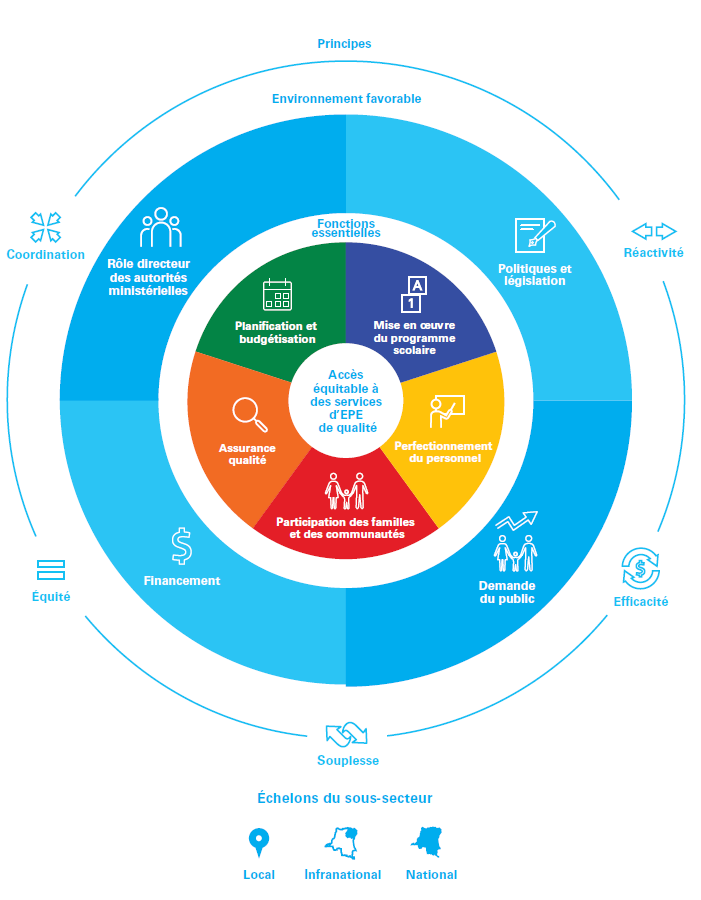 Principes
Environnement favorable
Coordination
Réactivité
Rôle directeur
des autorités
ministérielles
Politiques et
législation
Fonctions
essentielles
Planification et
budgétisation
A
1
Mise en œuvre
du programme
scolaire
Accès
équitable à
des services
d'EPE
de qualité
Assurance
qualité
Perfectionnement
du personnel
Participation des familles
et des communautés
$
Financement
Demande
du public
Équité
$
Efficacité
Souplesse
Échelons du sous-secteur
Local
Infranational
National